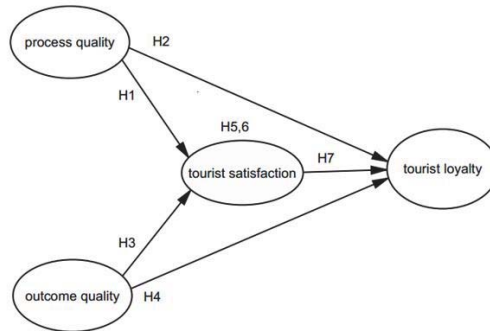 process quality
H2
H1
H5,6
H7
tourist satisfaction
tourist loyalty
H3
outcome quality
H4